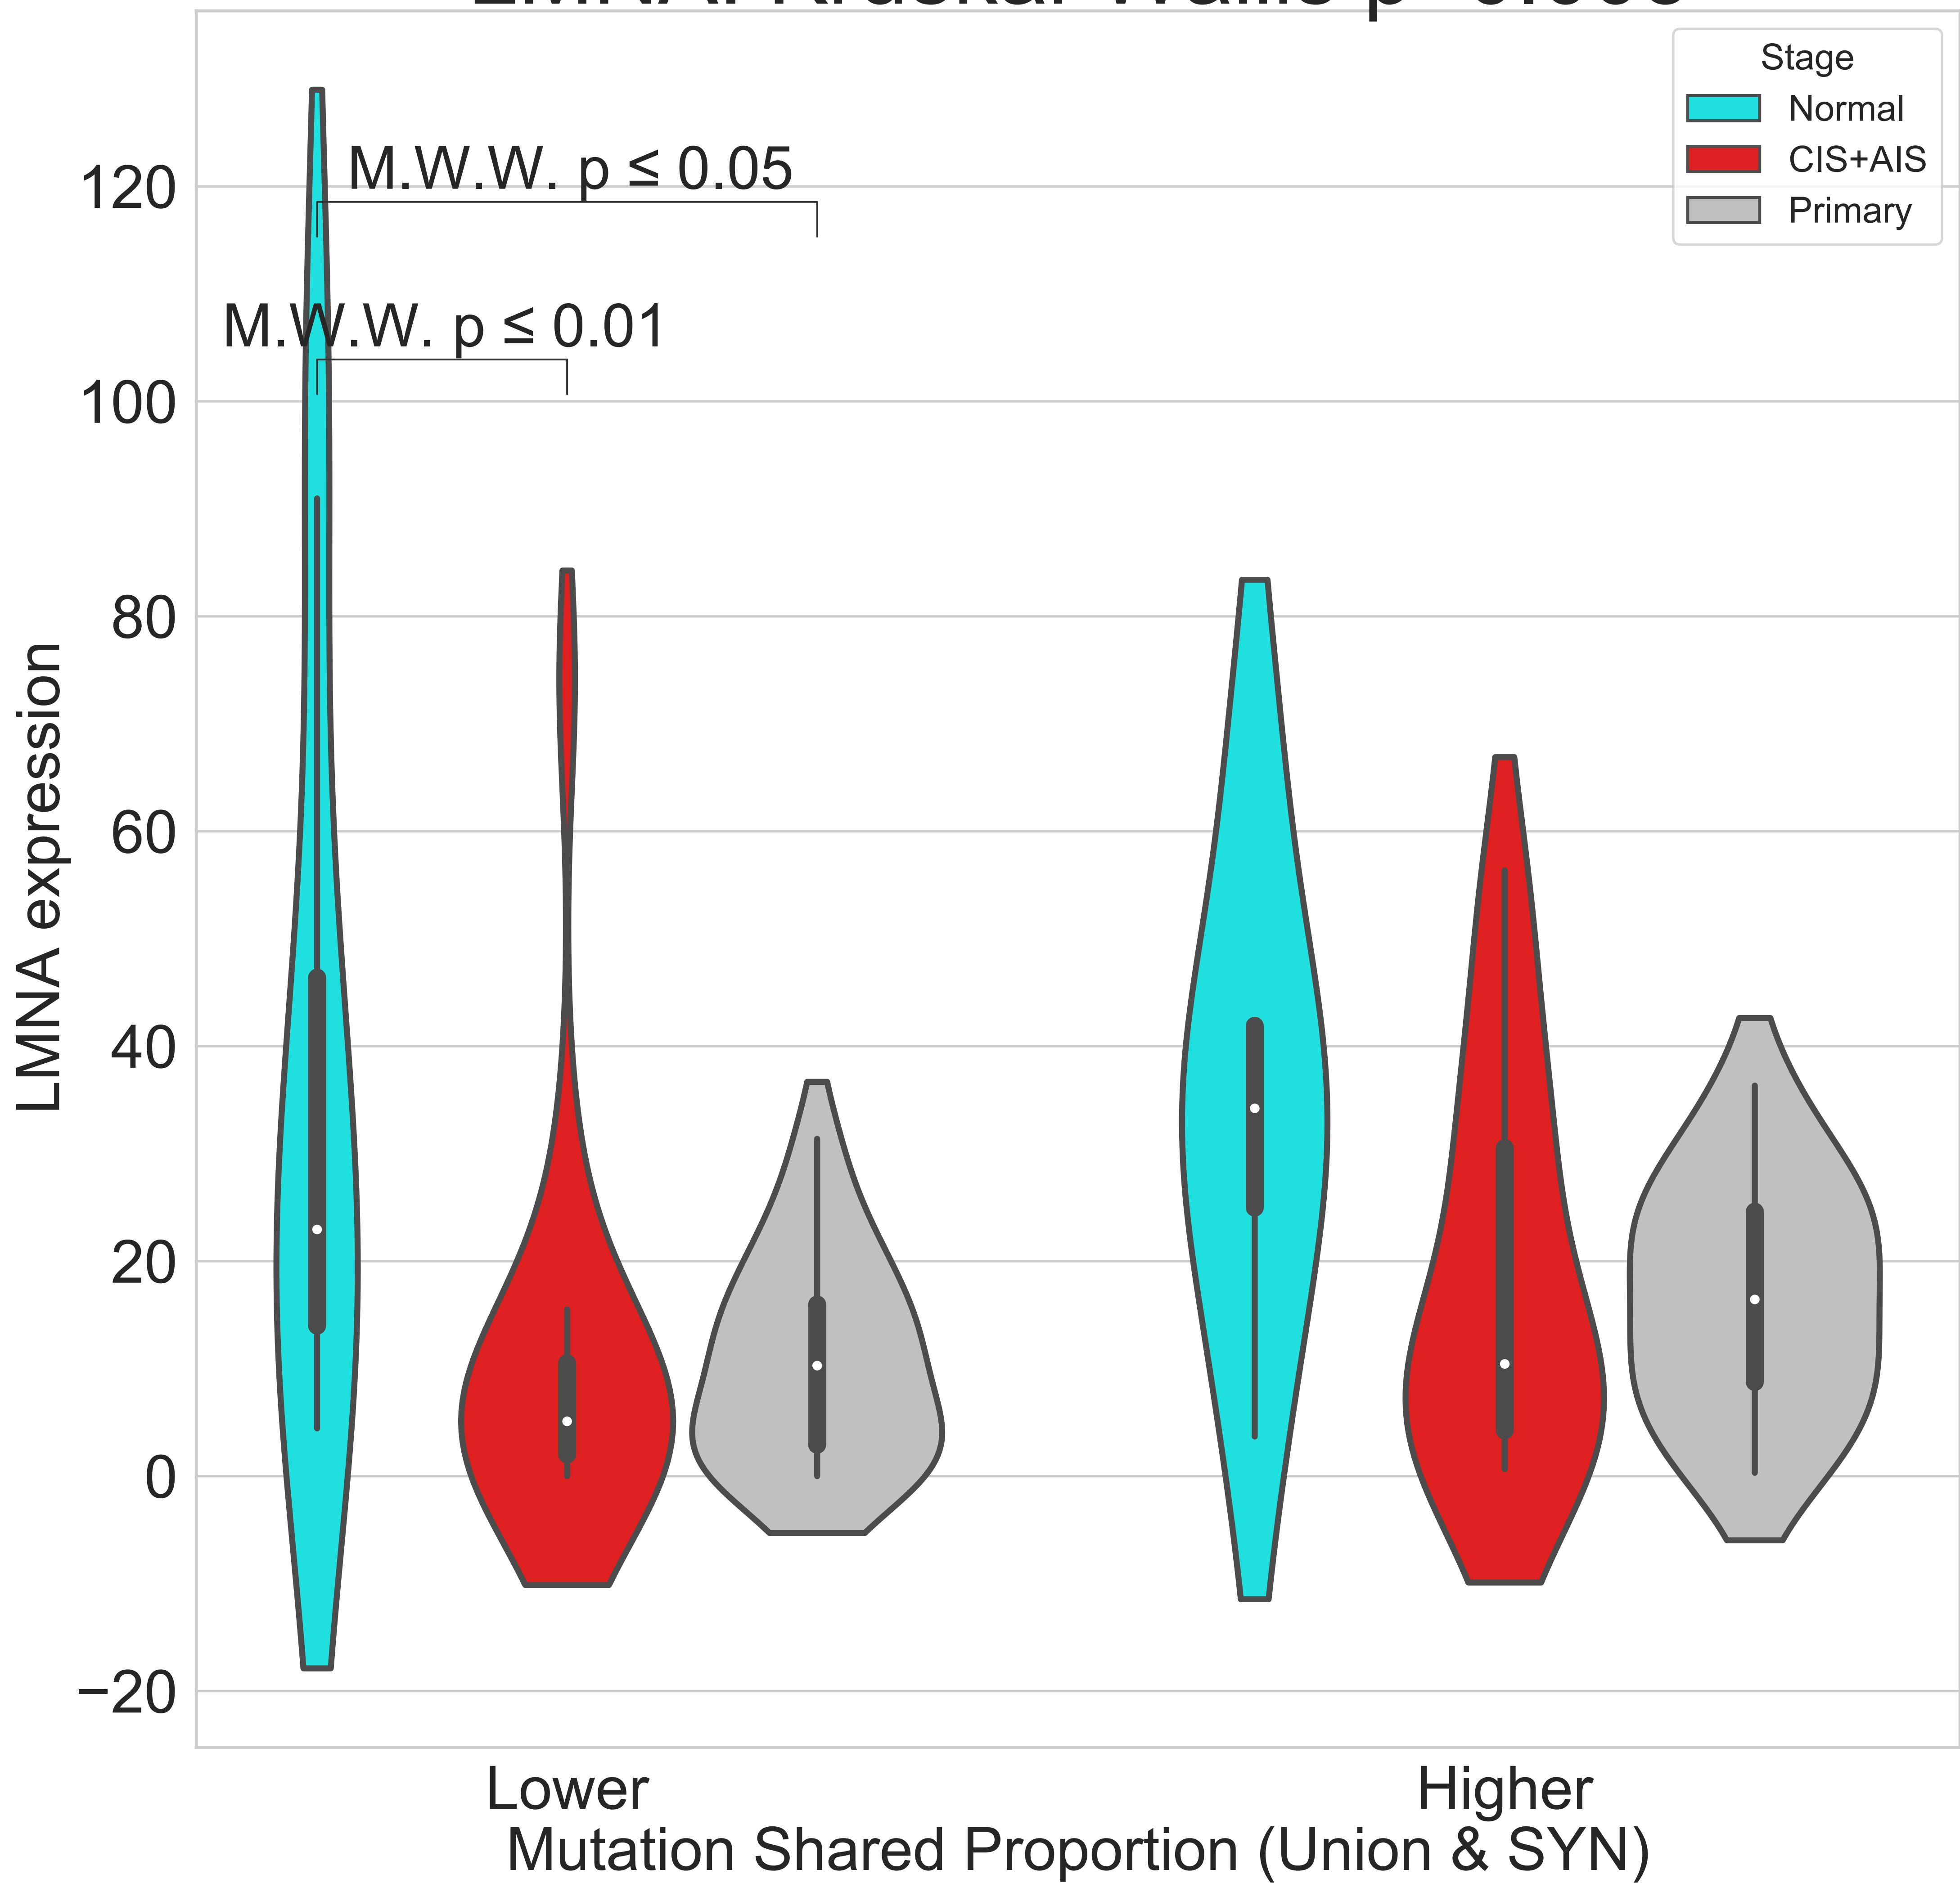 Stage
Normal
CIS+AIS
Primary
M.W.W. p ≤ 0.05
M.W.W. p ≤ 0.01
120
100
80
60
40
20
0
−20
LMNA expression
Lower
Higher
Mutation Shared Proportion (Union & SYN)